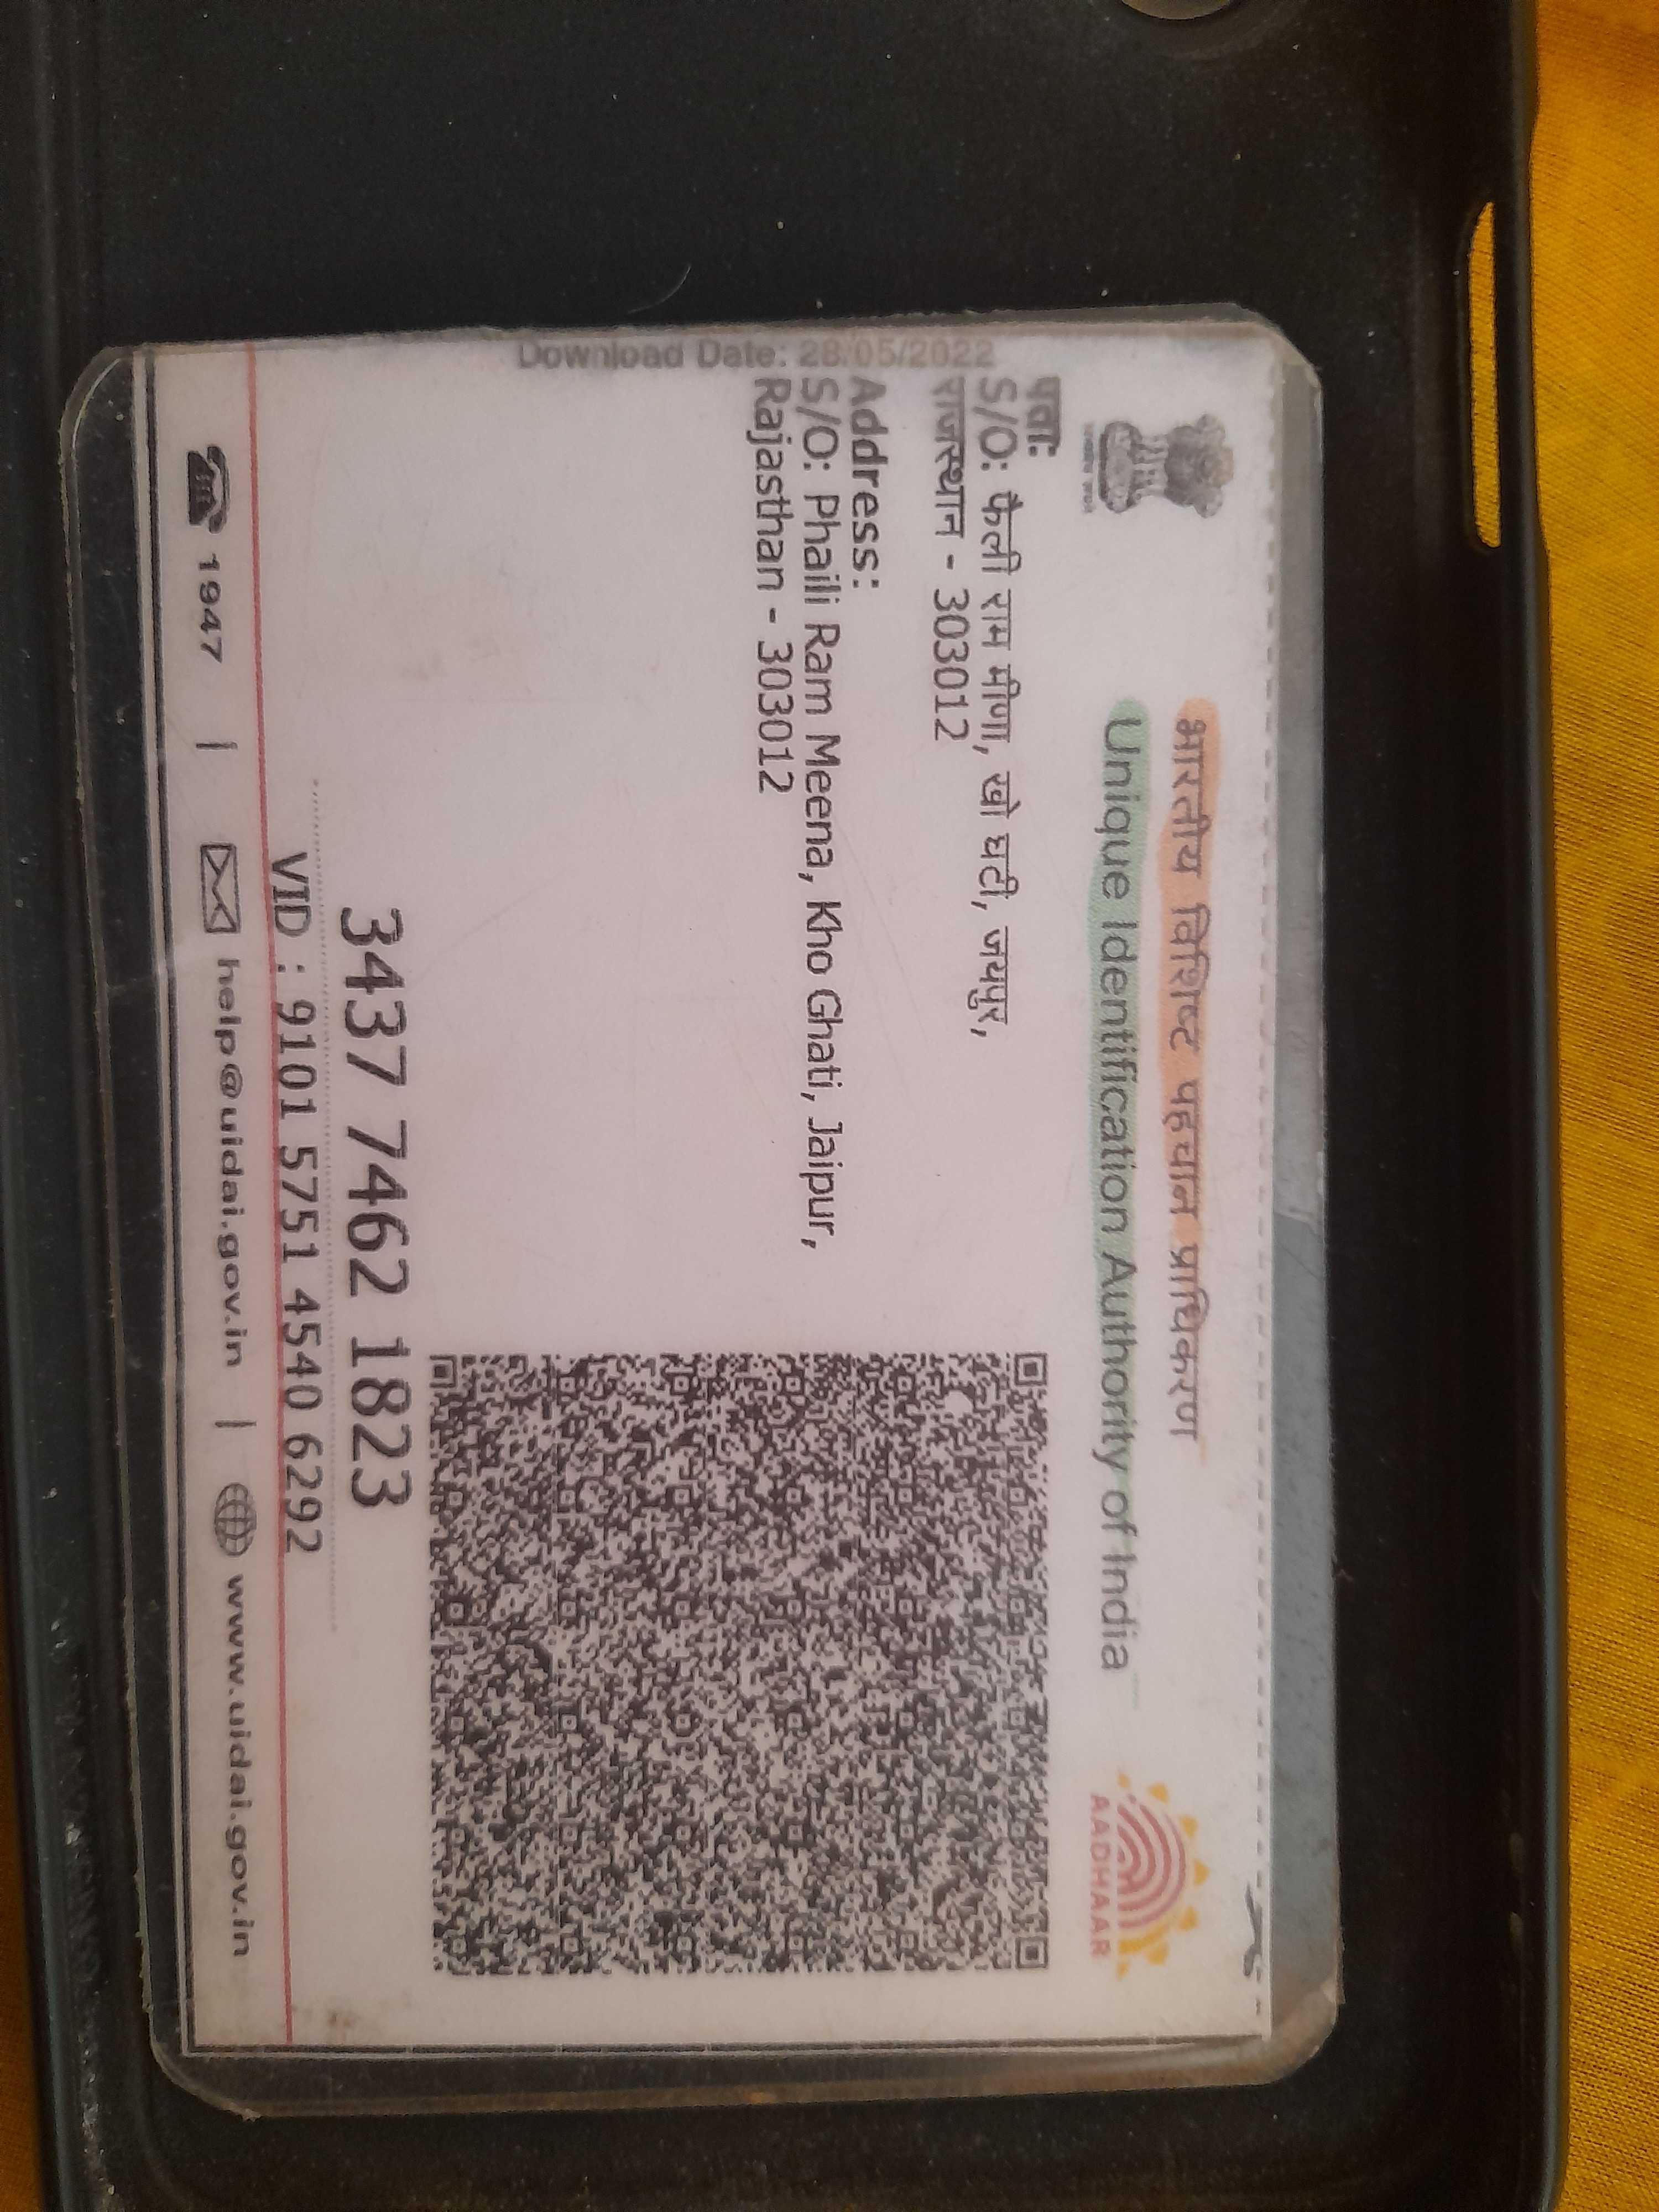 भारतीय विशिष्ट पहचान प्राधिकरण
Unique Identification Authority of India
AADHAAR
Download Date: 28/05/2022
पता:
S/O: फैली राम मीणा, खो घटी, जयपुर,
राजस्थान - 303012
Address:
S/O: Phaili Ram Meena, Kho Ghati, Jaipur,
Rajasthan - 303012
3437 7462 1823
VID : 9101 5751 4540 6292
1947 | help@uidai.gov.in | www.uidai.gov.in